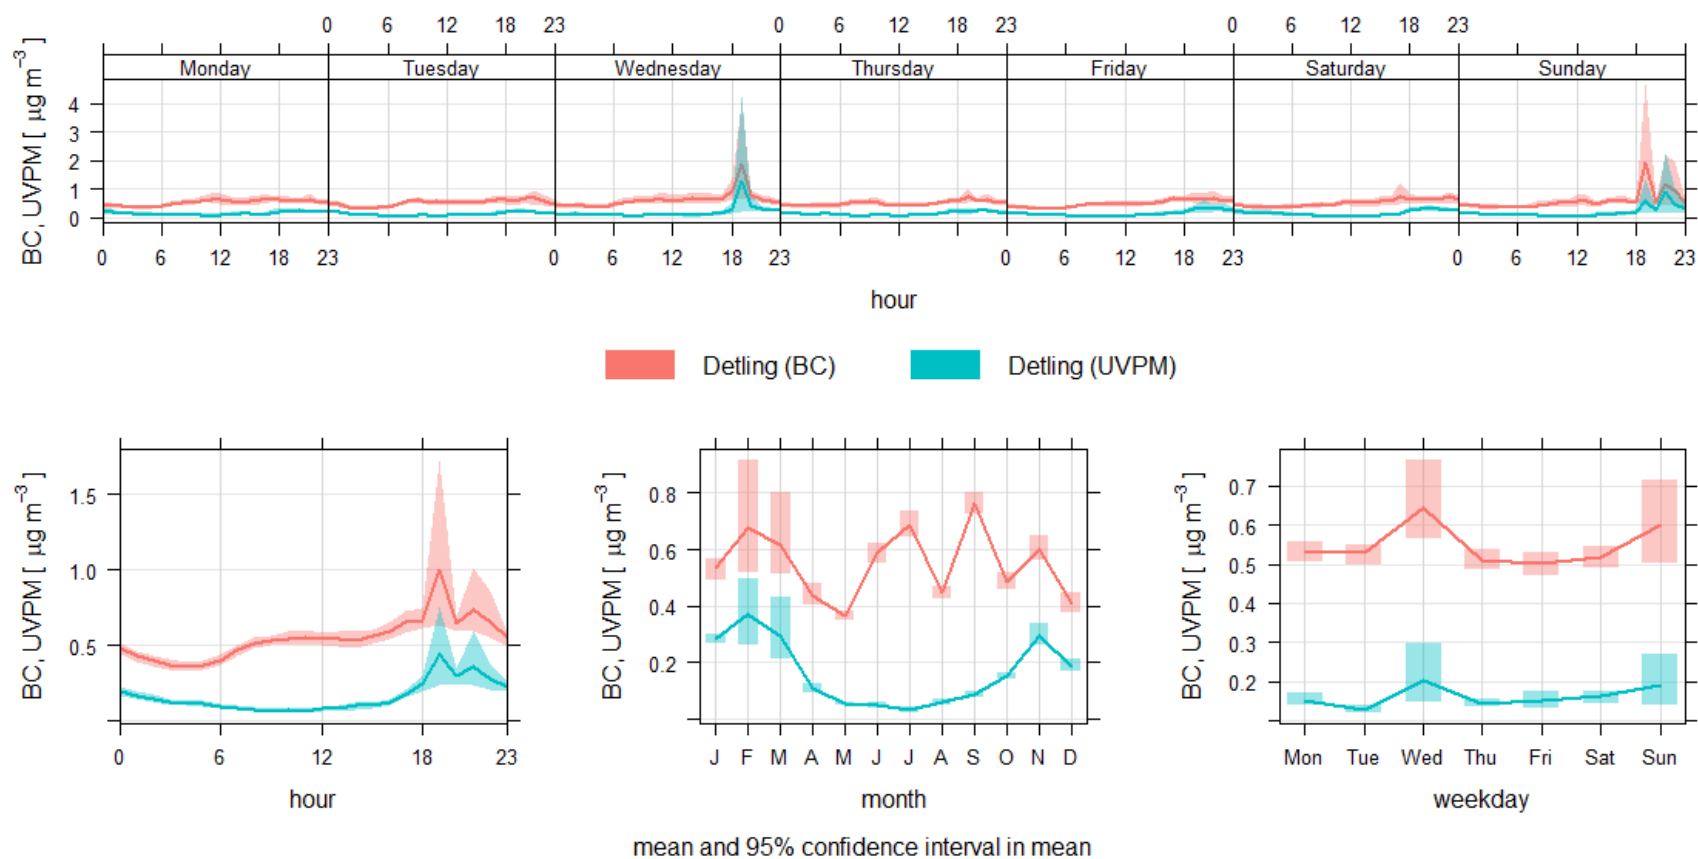 0 6 12 18 23 0 6 12 18 23 0 6 12 18 23
Monday Tuesday Wednesday Thursday Friday Saturday Sunday
BC, UVPM [ µg m⁻³ ]
4
3
2
1
0
0 6 12 18 23 0 6 12 18 23 0 6 12 18 23 0 6 12 18 23
hour
Detling (BC) Detling (UVPM)
BC, UVPM [ µg m⁻³ ]
1.5
1.0
0.5
0 6 12 18 23
hour
BC, UVPM [ µg m⁻³ ]
0.8
0.6
0.4
0.2
J F M A M J J A S O N D
month
BC, UVPM [ µg m⁻³ ]
0.7
0.6
0.5
0.4
0.3
0.2
Mon Tue Wed Thu Fri Sat Sun
weekday
mean and 95% confidence interval in mean